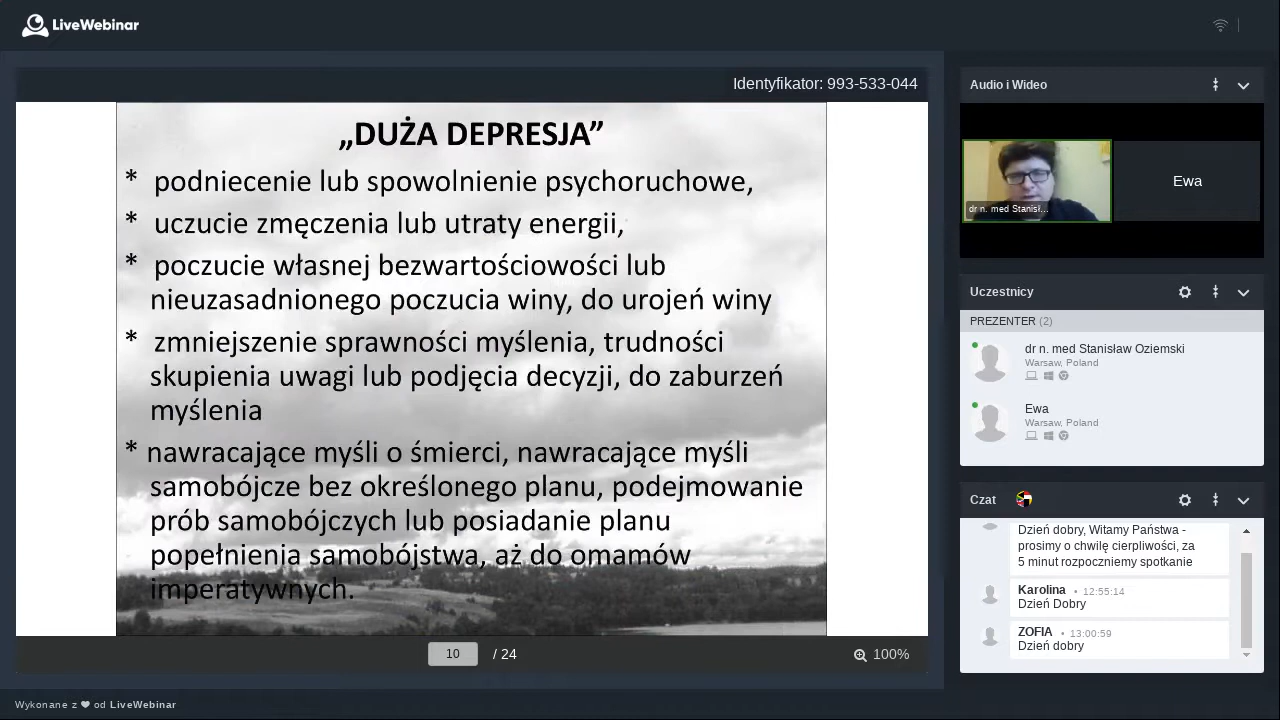 LiveWebinar
Identyfikator: 993-533-044
„DUŻA DEPRESJA”
* podniecenie lub spowolnienie psychoruchowe,
* uczucie zmęczenia lub utraty energii,
* poczucie własnej bezwartościowości lub
nieuzasadnionego poczucia winy, do urojeń winy
* zmniejszenie sprawności myślenia, trudności
skupienia uwagi lub podjęcia decyzji, do zaburzeń
myślenia
* nawracające myśli o śmierci, nawracające myśli
samobójcze bez określonego planu, podejmowanie
prób samobójczych lub posiadanie planu
popełnienia samobójstwa, aż do omamów
imperatywnych.
10 / 24
100%
Audio i Wideo
dr n. med Stanisł...
Ewa
Uczestnicy
PREZENTER (2)
dr n. med Stanisław Oziemski
Warsaw, Poland
Ewa
Warsaw, Poland
Czat
Dzień dobry, Witamy Państwa -
prosimy o chwilę cierpliwości, za
5 minut rozpoczniemy spotkanie
Karolina • 12:55:14
Dzień Dobry
ZOFIA • 13:00:59
Dzień dobry
Wykonane z ❤ od LiveWebinar